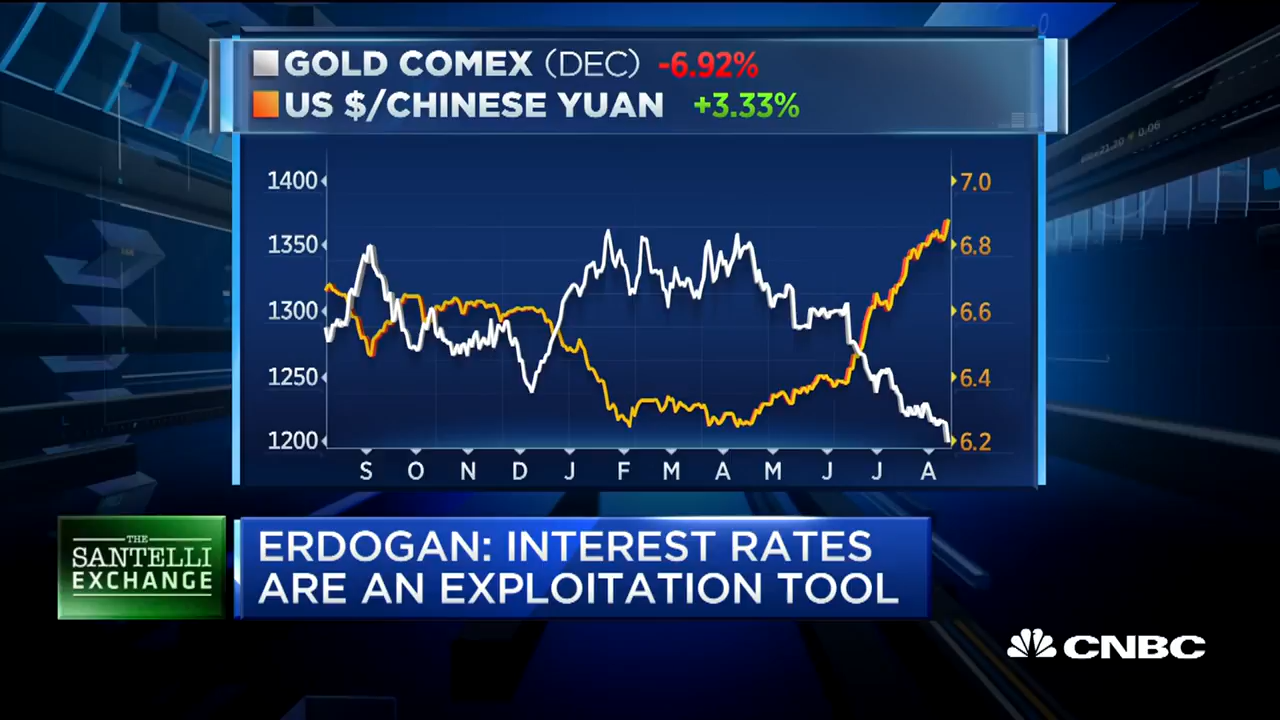 GOLD COMEX (DEC) -6.92%
US $/CHINESE YUAN +3.33%
1400
1350
1300
1250
1200
7.0
6.8
6.6
6.4
6.2
S O N D J F M A M J J A
THE
SANTELLI
EXCHANGE
ERDOGAN: INTEREST RATES
ARE AN EXPLOITATION TOOL
CNBC